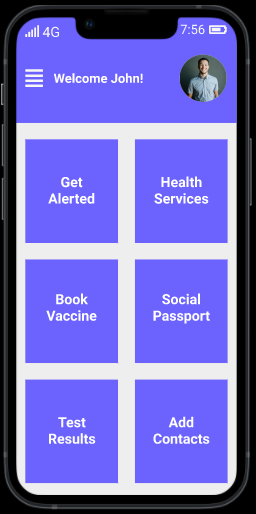 4G
7:56
Welcome John!
Get
Alerted
Health
Services
Book
Vaccine
Social
Passport
Test
Results
Add
Contacts